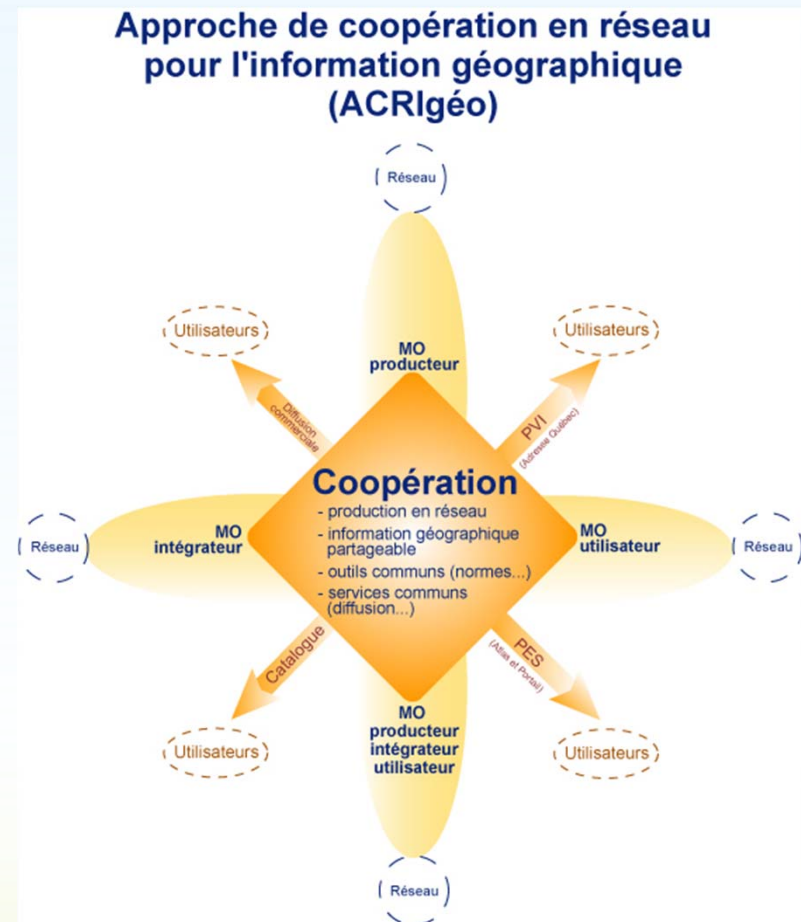 Approche de coopération en réseau
pour l'information géographique
(ACRIgéo)
Réseau
Utilisateurs
Utilisateurs
MO
producteur
Diffusion
commerciale
PVI
(Adresse Québec)
Coopération
- production en réseau
- information géographique
partageable
- outils communs (normes...)
- services communs
(diffusion...)
Réseau
MO
intégrateur
MO
utilisateur
Réseau
Catalogue
PES
(Atlas et Portail)
MO
producteur
intégrateur
utilisateur
Utilisateurs
Utilisateurs
Réseau